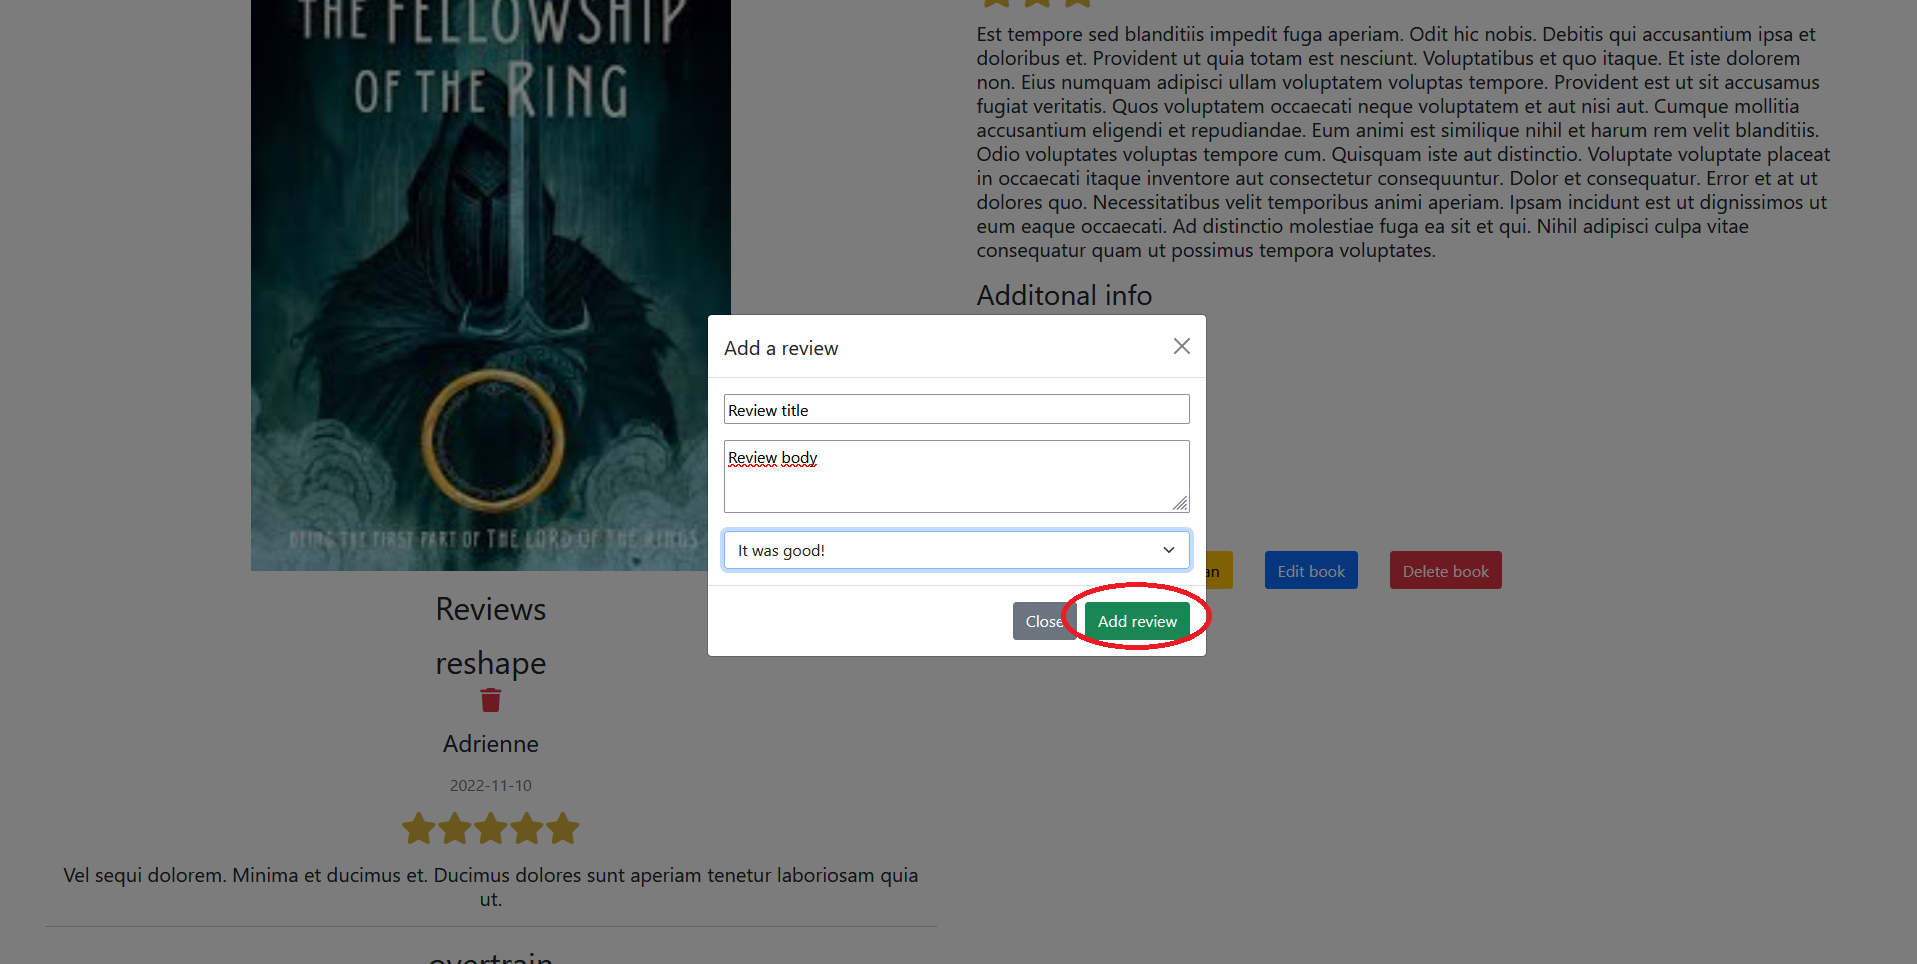 THE FELLOWSHIP
OF THE RING
BEING THE FIRST PART OF THE LORD OF THE RINGS
Reviews
reshape
Adrienne
2022-11-10
Vel sequi dolorem. Minima et ducimus et. Ducimus dolores sunt aperiam tenetur laboriosam quia
ut.
overtrain
Est tempore sed blanditiis impedit fuga aperiam. Odit hic nobis. Debitis qui accusantium ipsa et
doloribus et. Provident ut quia totam est nesciunt. Voluptatibus et quo itaque. Et iste dolorem
non. Eius numquam adipisci ullam voluptatem voluptas tempore. Provident est ut sit accusamus
fugiat veritatis. Quos voluptatem occaecati neque voluptatem et aut nisi aut. Cumque mollitia
accusantium eligendi et repudiandae. Eum animi est similique nihil et harum rem velit blanditiis.
Odio voluptates voluptas tempore cum. Quisquam iste aut distinctio. Voluptate voluptate placeat
in occaecati itaque inventore aut consectetur consequuntur. Dolor et consequatur. Error et at ut
dolores quo. Necessitatibus velit temporibus animi aperiam. Ipsam incidunt est ut dignissimos ut
eum eaque occaecati. Ad distinctio molestiae fuga ea sit et qui. Nihil adipisci culpa vitae
consequatur quam ut possimus tempora voluptates.
Additonal info
Edit book
Delete book
Add a review
Review title
Review body
It was good!
Close
Add review